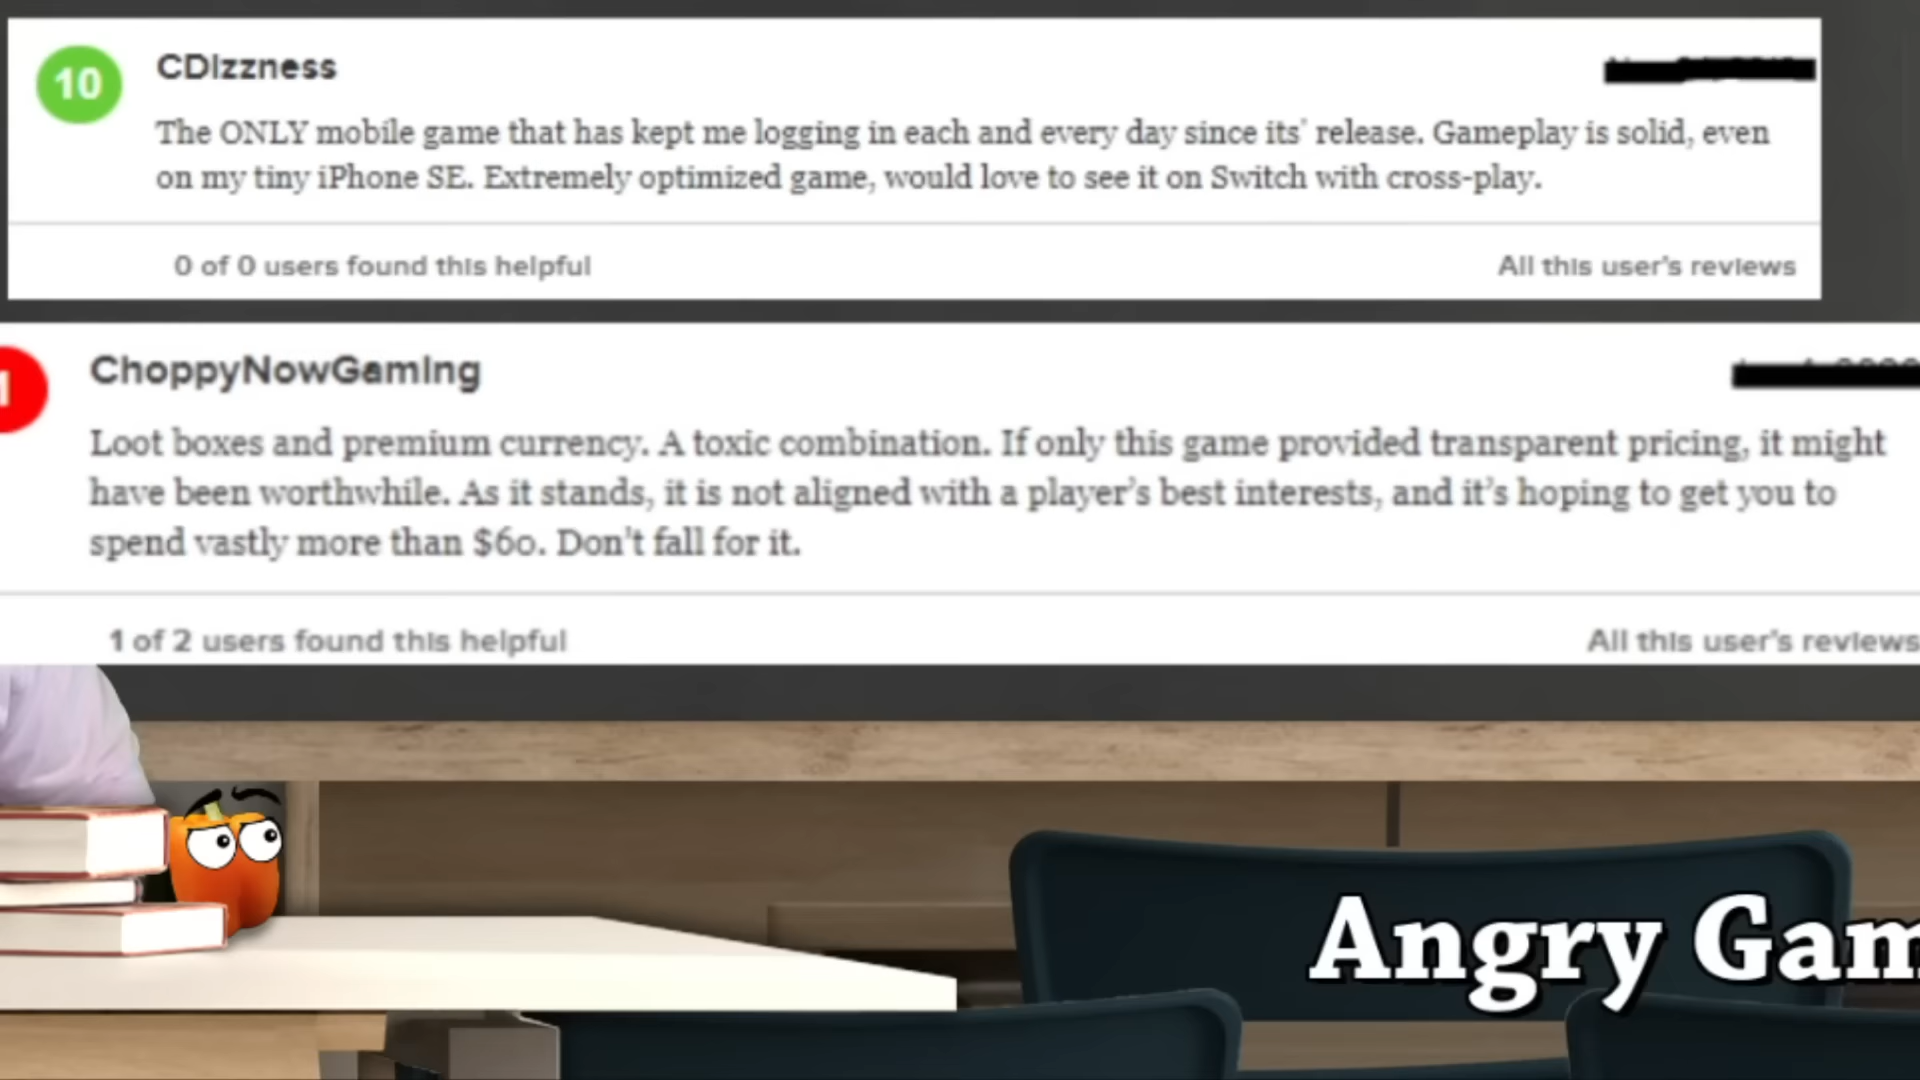 10 CDizzness
The ONLY mobile game that has kept me logging in each and every day since its' release. Gameplay is solid, even
on my tiny iPhone SE. Extremely optimized game, would love to see it on Switch with cross-play.
0 of 0 users found this helpful All this user's reviews
1 ChoppyNowGaming
Loot boxes and premium currency. A toxic combination. If only this game provided transparent pricing, it might
have been worthwhile. As it stands, it is not aligned with a player's best interests, and it's hoping to get you to
spend vastly more than $60. Don't fall for it.
1 of 2 users found this helpful All this user's reviews
Angry Gam